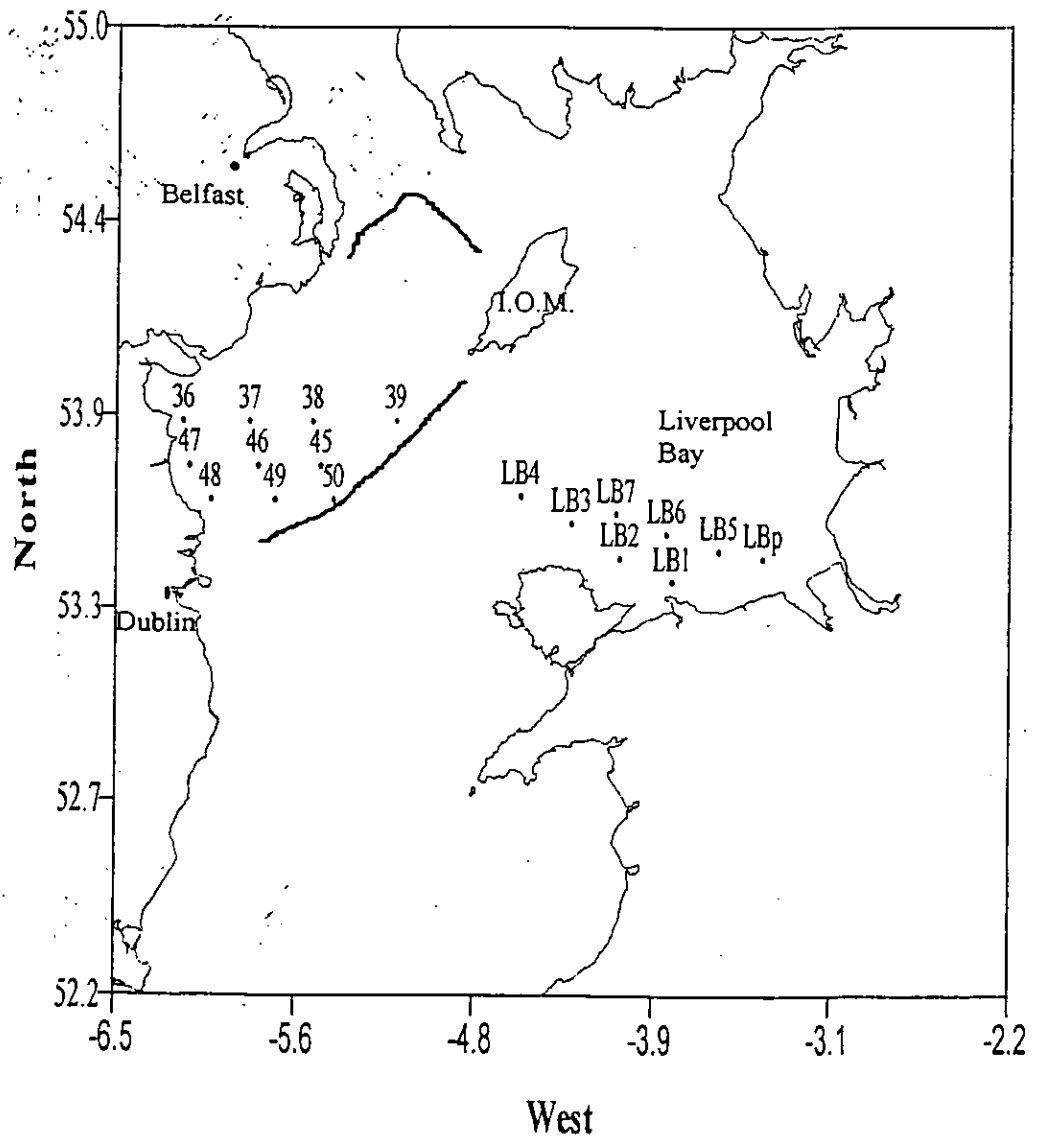 55.0
Belfast
54.4
I.O.M.
36 37 38 39
53.9
Liverpool
Bay
47 46 45
48 49 50
LB4
LB3 LB7
LB6
LB2 LB5 LBp
LB1
North
53.3
Dublin
52.7
52.2
-6.5 -5.6 -4.8 -3.9 -3.1 -2.2
West